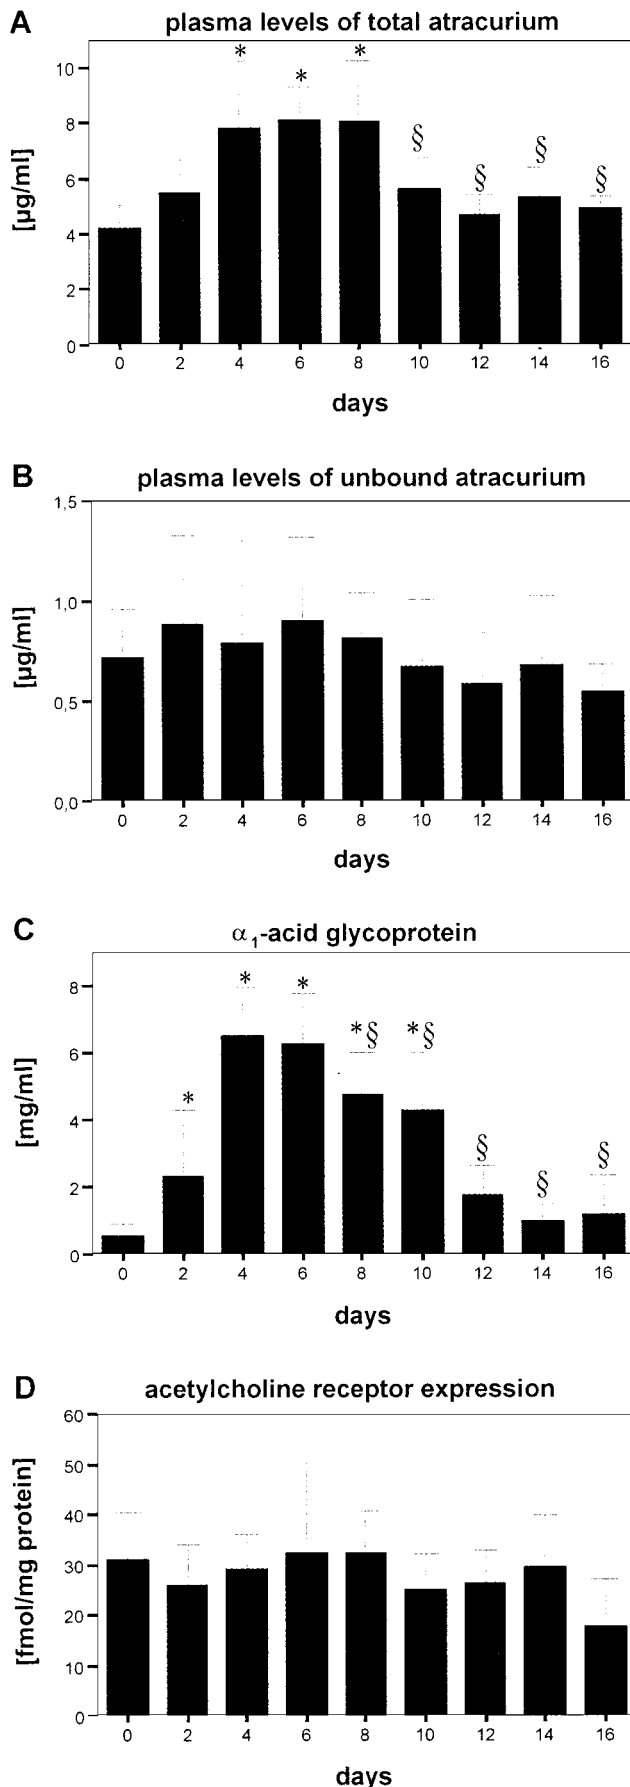 A plasma levels of total atracurium
* * *
§ § § §
10
8
6
4
2
0
[µg/ml]
0 2 4 6 8 10 12 14 16
days
B plasma levels of unbound atracurium
1,5
1,0
0,5
0,0
[µg/ml]
0 2 4 6 8 10 12 14 16
days
C α1-acid glycoprotein
* * * *§ *§ § § §
8
6
4
2
0
[mg/ml]
0 2 4 6 8 10 12 14 16
days
D acetylcholine receptor expression
60
50
40
30
20
10
0
[fmol/mg protein]
0 2 4 6 8 10 12 14 16
days